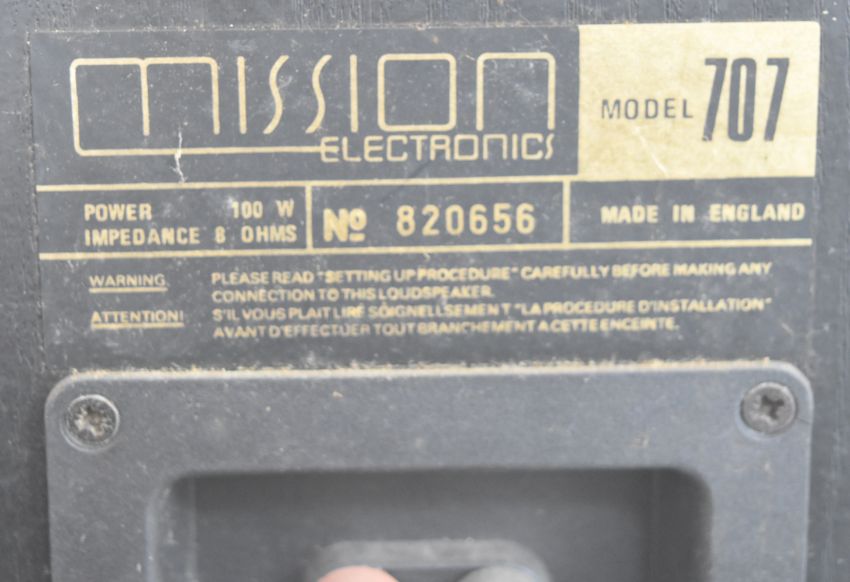 mission
ELECTRONICS
MODEL 707
POWER 100 W
IMPEDANCE 8 OHMS
No 820656
MADE IN ENGLAND
WARNING PLEASE READ "SETTING UP PROCEDURE" CAREFULLY BEFORE MAKING ANY
CONNECTION TO THIS LOUDSPEAKER.
ATTENTION! S'IL VOUS PLAIT LIRE SOIGNELLSEMENT "LA PROCEDURE D'INSTALLATION"
AVANT D'EFFECTUER TOUT BRANCHEMENT A CETTE ENCEINTE.